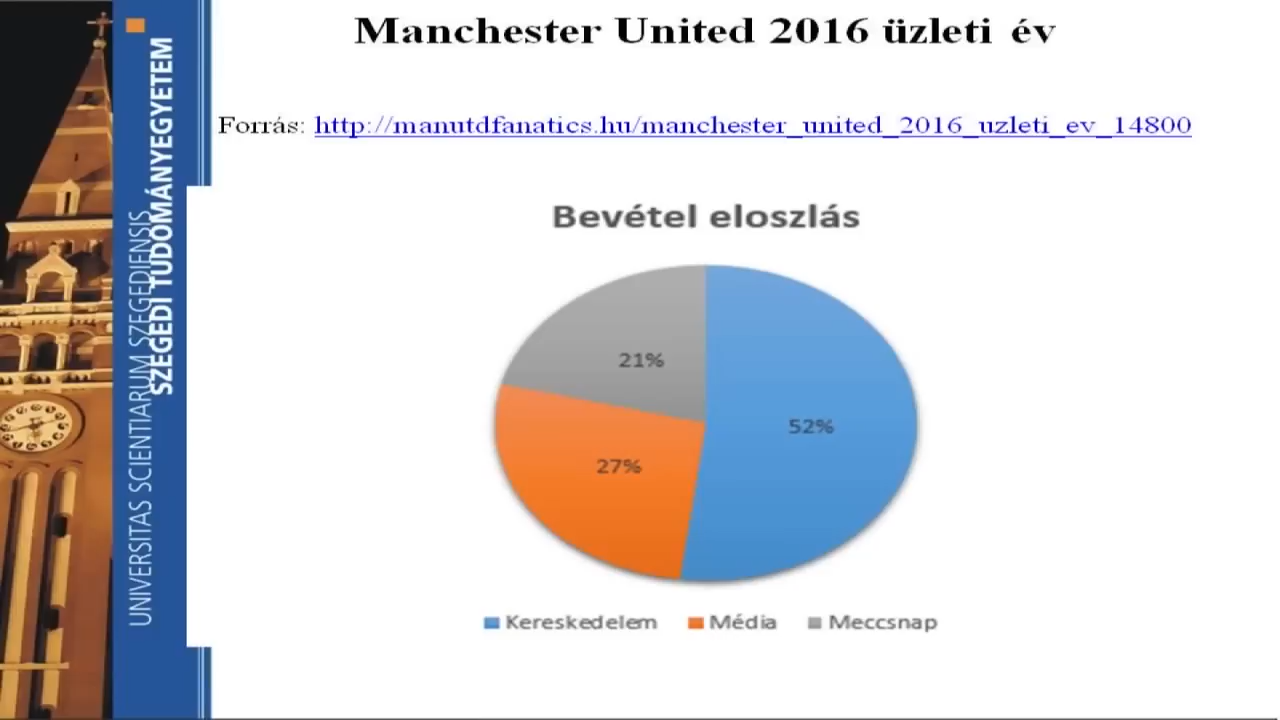 Manchester United 2016 üzleti év
Forrás: http://manutdfanatics.hu/manchester_united_2016_uzleti_ev_14800
SZEGEDI TUDOMÁNYEGYETEM
UNIVERSITAS SCIENTIARUM SZEGEDIENSIS
Bevétel eloszlás
21%
52%
27%
Kereskedelem Média Meccsnap